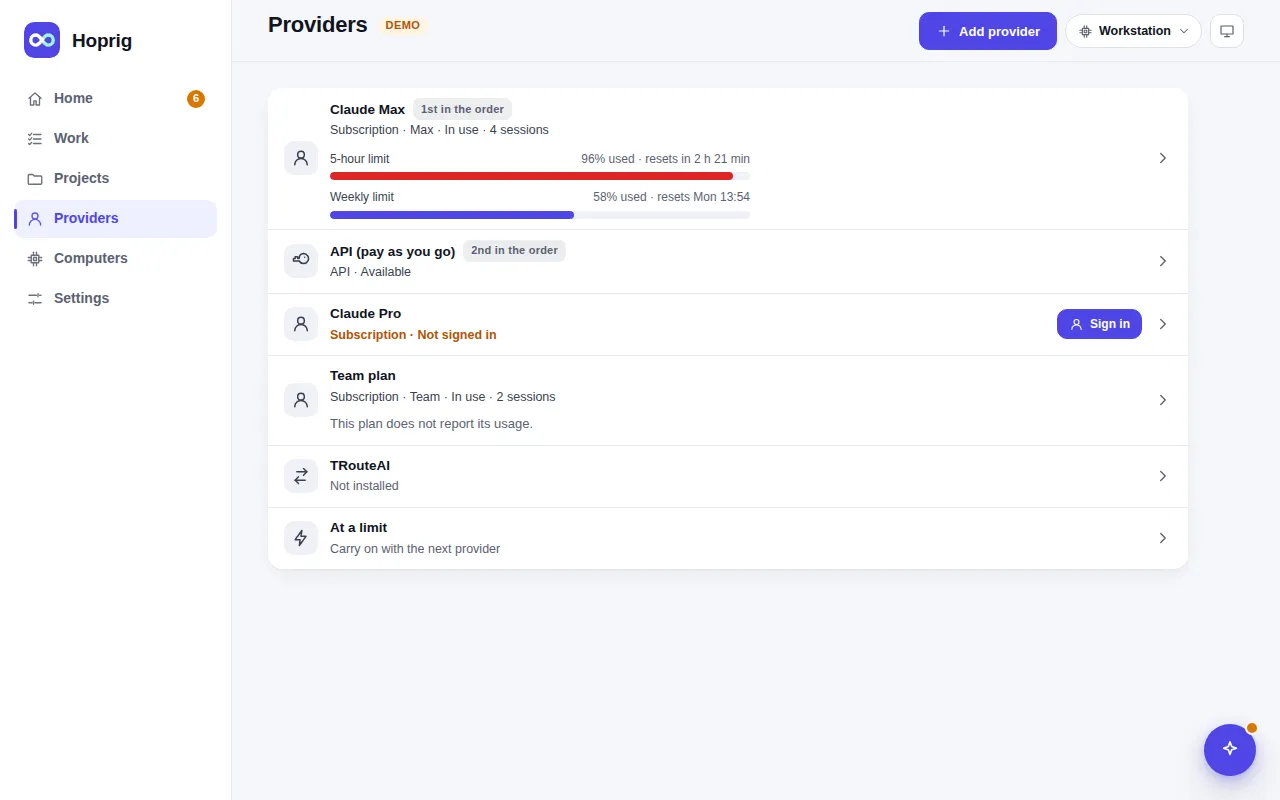 Hoprig
Home
6
Work
Projects
Providers
Computers
Settings
Providers
DEMO
Add provider
Workstation
Claude Max
1st in the order
Subscription · Max · In use · 4 sessions
5-hour limit
96% used · resets in 2 h 21 min
Weekly limit
58% used · resets Mon 13:54
API (pay as you go)
2nd in the order
API · Available
Claude Pro
Subscription · Not signed in
Sign in
Team plan
Subscription · Team · In use · 2 sessions
This plan does not report its usage.
TRouteAI
Not installed
At a limit
Carry on with the next provider